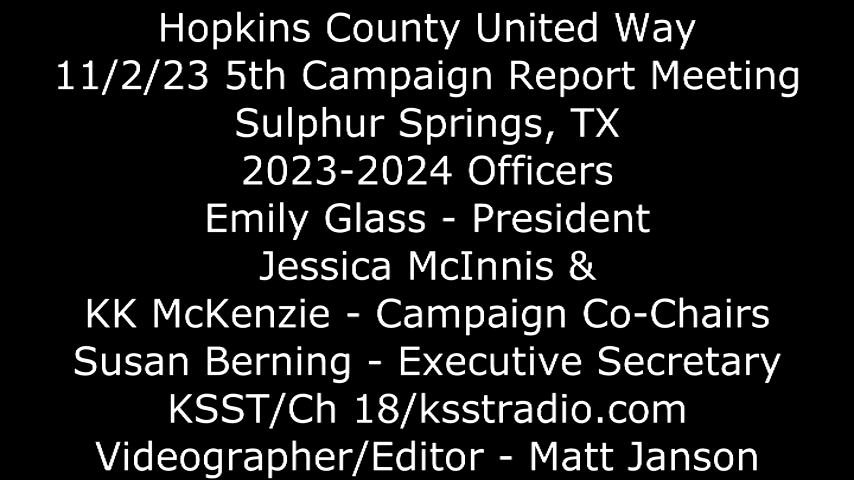 Hopkins County United Way
11/2/23 5th Campaign Report Meeting
Sulphur Springs, TX
2023-2024 Officers
Emily Glass - President
Jessica McInnis &
KK McKenzie - Campaign Co-Chairs
Susan Berning - Executive Secretary
KSST/Ch 18/ksstradio.com
Videographer/Editor - Matt Janson